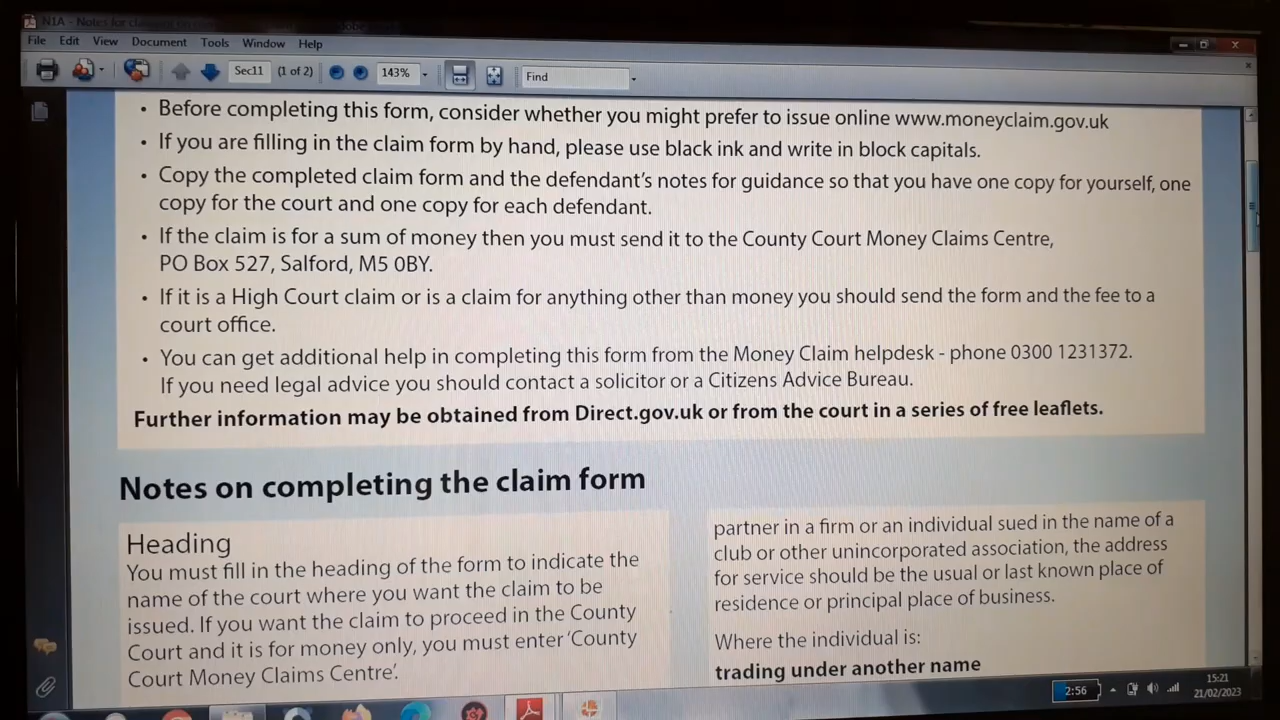 N1A - Notes for
File Edit View Document Tools Window Help
Sec11 (1 of 2) 143% Find
• Before completing this form, consider whether you might prefer to issue online www.moneyclaim.gov.uk
• If you are filling in the claim form by hand, please use black ink and write in block capitals.
• Copy the completed claim form and the defendant's notes for guidance so that you have one copy for yourself, one
copy for the court and one copy for each defendant.
• If the claim is for a sum of money then you must send it to the County Court Money Claims Centre,
PO Box 527, Salford, M5 0BY.
• If it is a High Court claim or is a claim for anything other than money you should send the form and the fee to a
court office.
• You can get additional help in completing this form from the Money Claim helpdesk - phone 0300 1231372.
If you need legal advice you should contact a solicitor or a Citizens Advice Bureau.
Further information may be obtained from Direct.gov.uk or from the court in a series of free leaflets.
Notes on completing the claim form
Heading
You must fill in the heading of the form to indicate the
name of the court where you want the claim to be
issued. If you want the claim to proceed in the County
Court and it is for money only, you must enter 'County
Court Money Claims Centre'.
partner in a firm or an individual sued in the name of a
club or other unincorporated association, the address
for service should be the usual or last known place of
residence or principal place of business.
Where the individual is:
trading under another name
2:56
15:21
21/02/2023